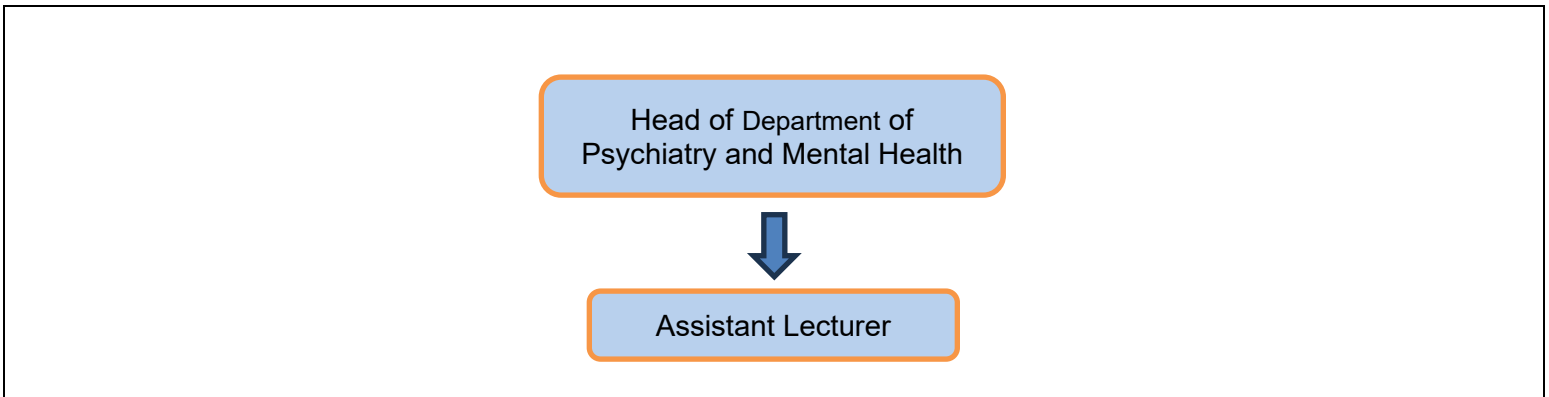 Head of Department of
Psychiatry and Mental Health
Assistant Lecturer